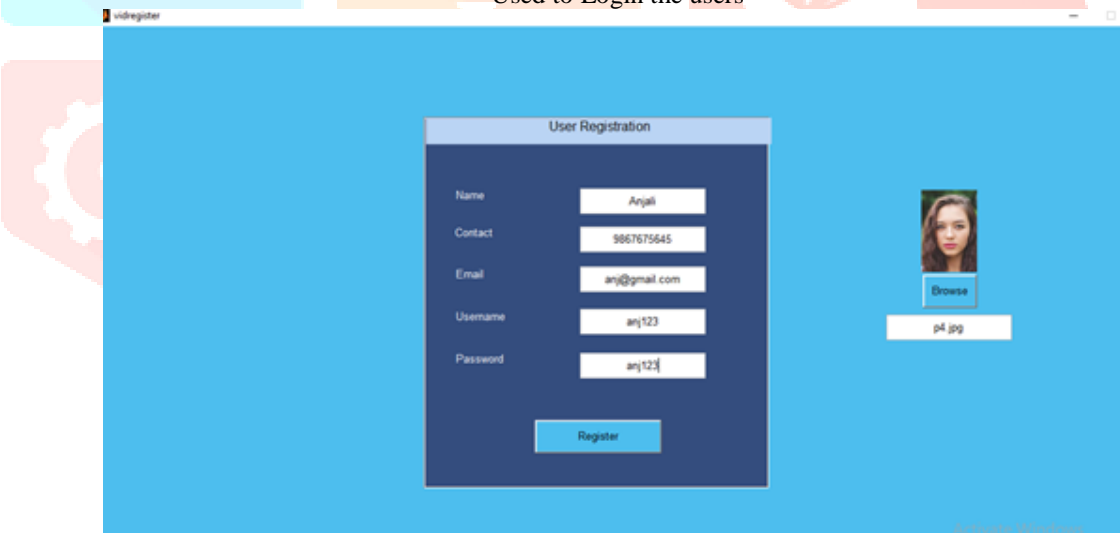 Used to Login the users
vidregister
User Registration
Name Anjali
Contact 9867675645
Email anj@gmail.com
Username anj123
Password anj123
Register
Browse
p4.jpg